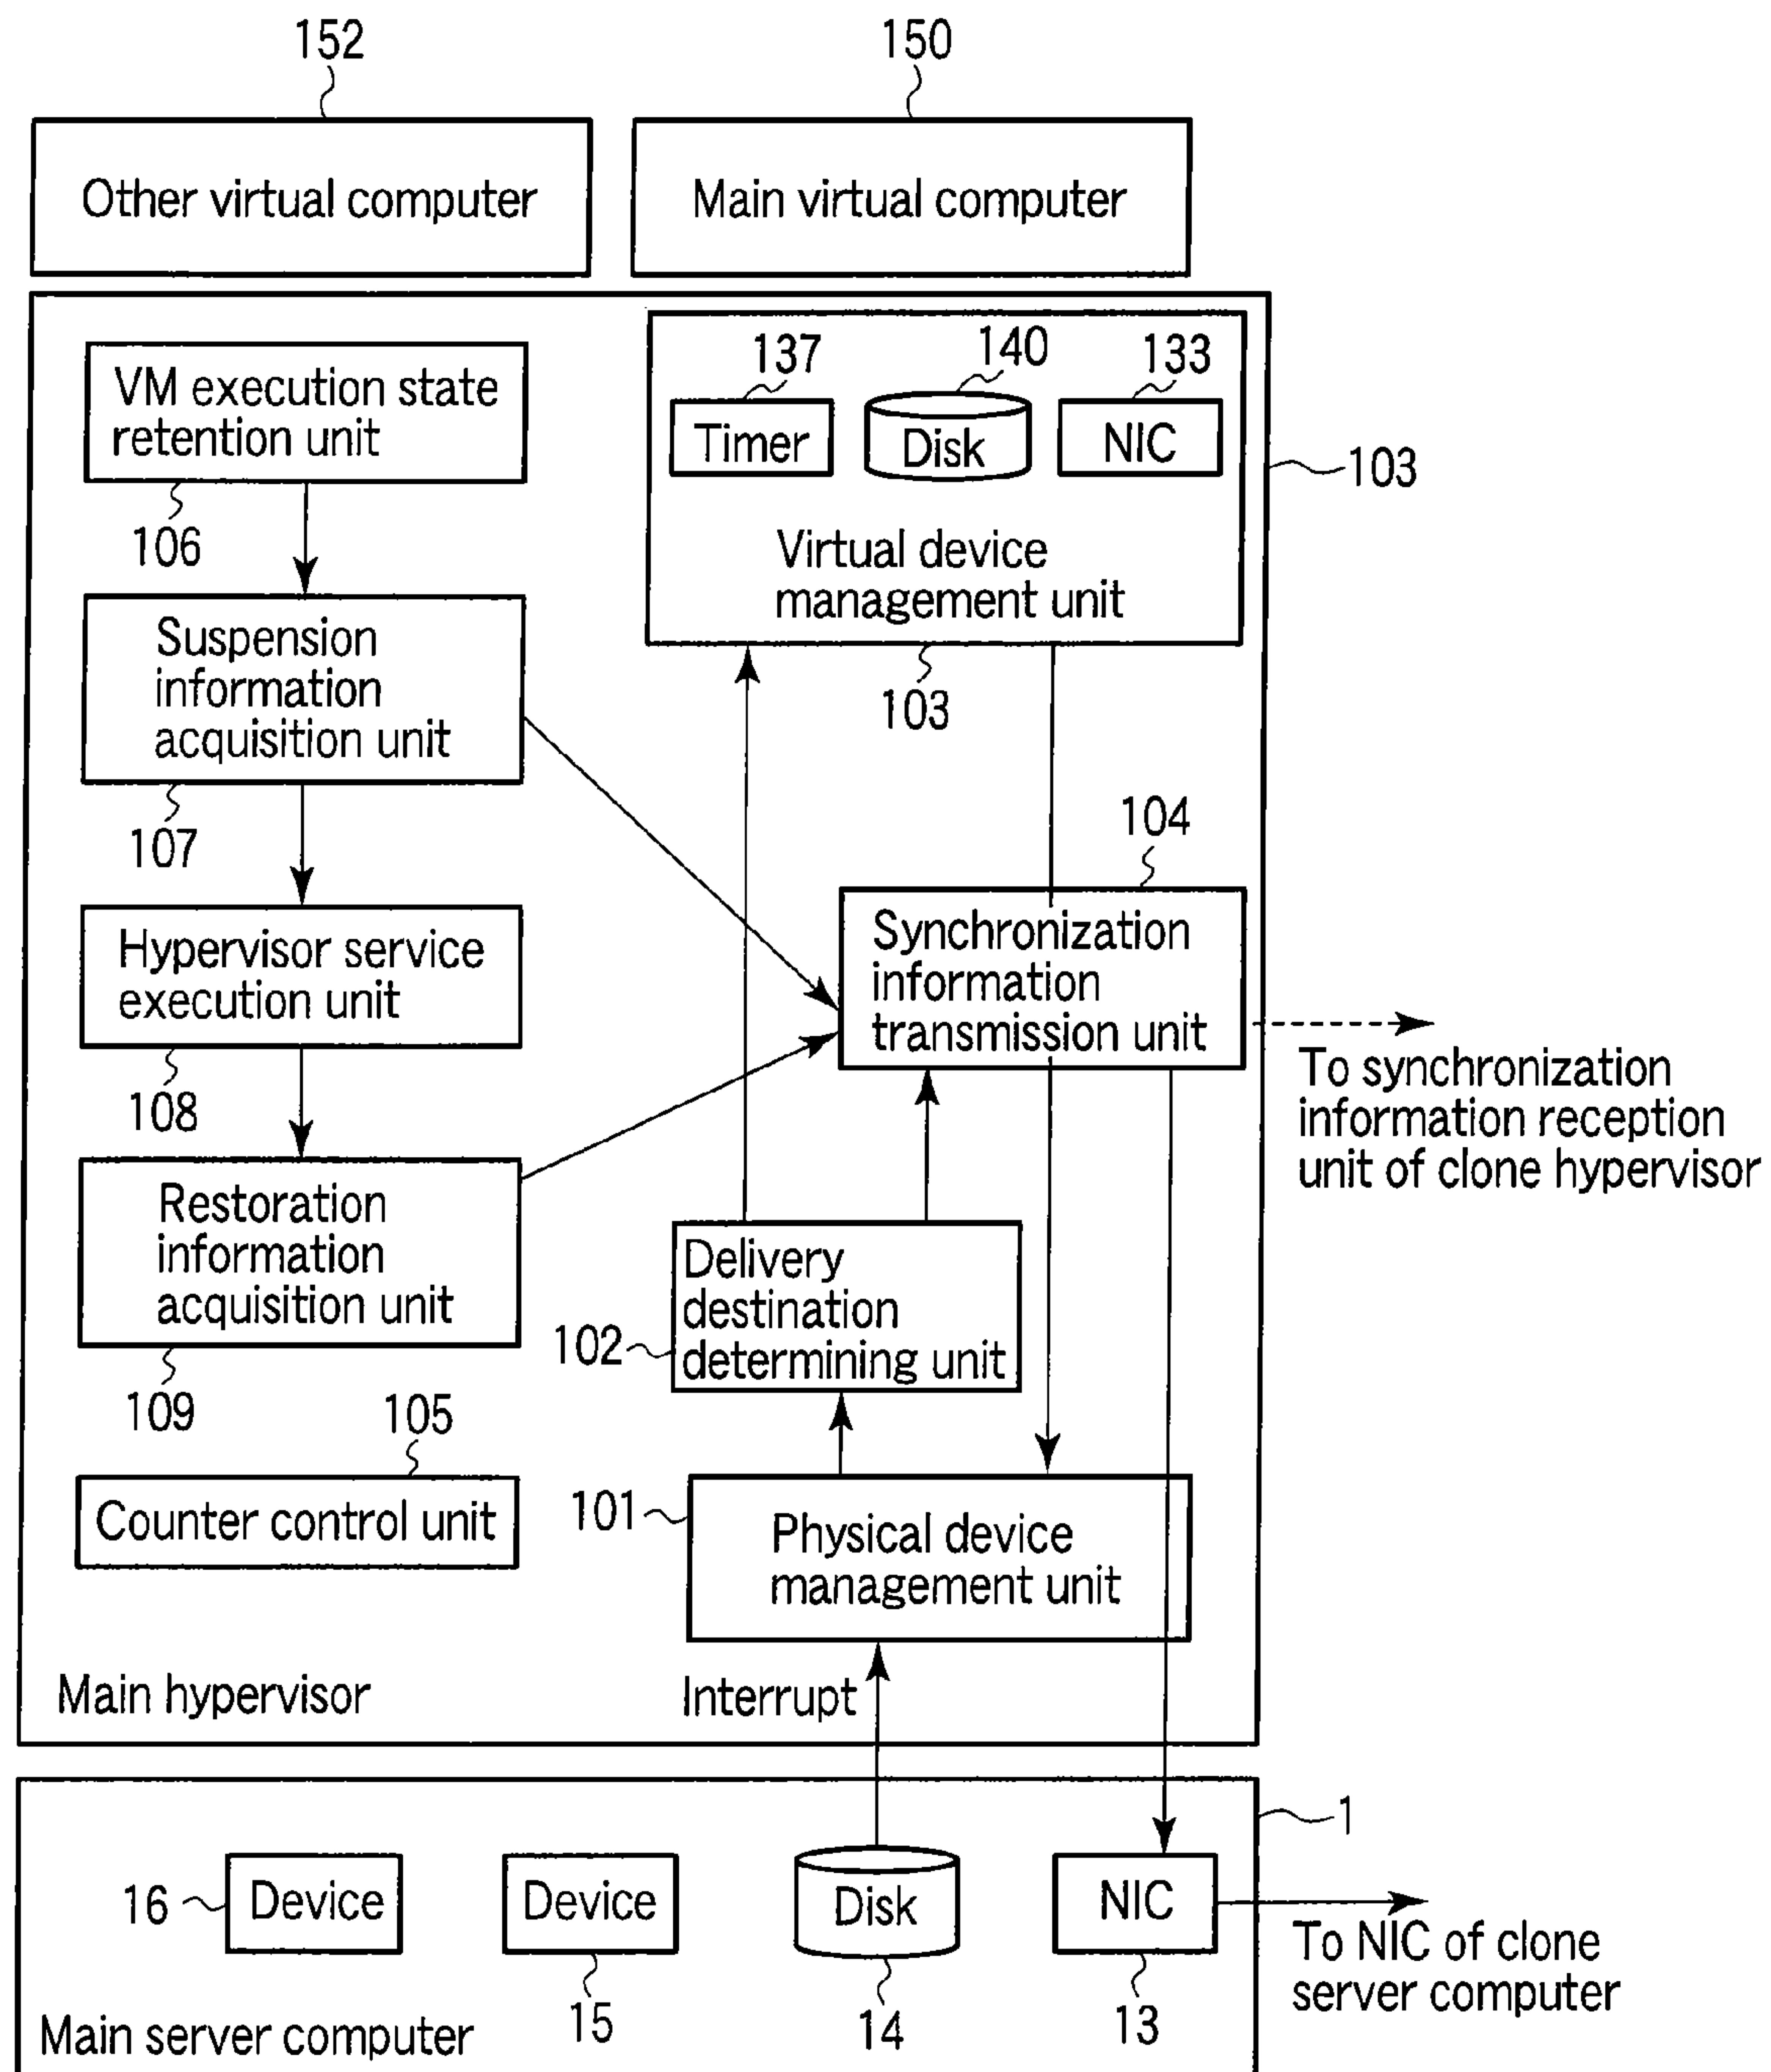 152
150
Other virtual computer
Main virtual computer
VM execution state
retention unit
106
137
140
133
Timer
Disk
NIC
Virtual device
management unit
103
103
Suspension
information
acquisition unit
107
104
Synchronization
information
transmission unit
To synchronization
information reception
unit of clone hypervisor
Hypervisor service
execution unit
108
Restoration
information
acquisition unit
109
Delivery
destination
determining unit
102
105
Counter control unit
101
Physical device
management unit
Main hypervisor
Interrupt
1
16
Device
Device
Disk
NIC
15
14
13
To NIC of clone
server computer
Main server computer